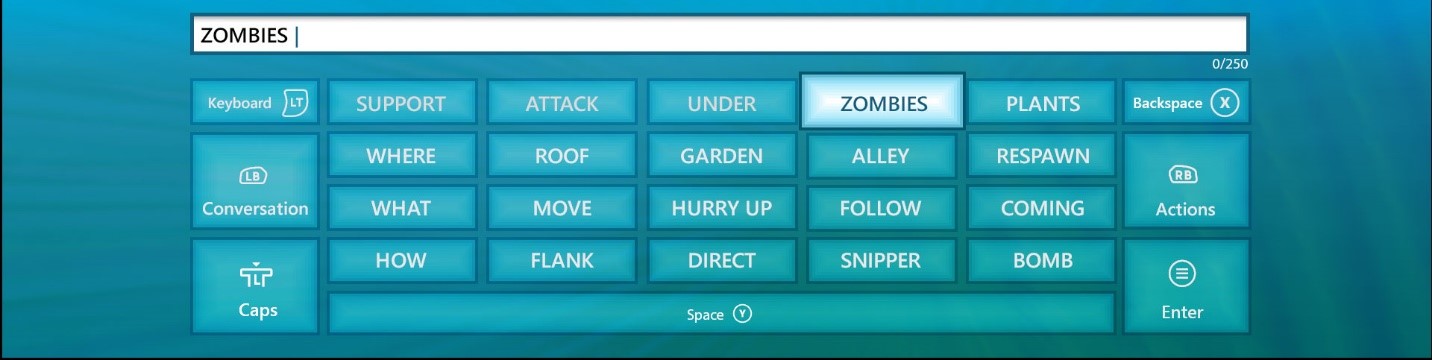 ZOMBIES
0/250
Keyboard LT SUPPORT ATTACK UNDER ZOMBIES PLANTS Backspace X
WHERE ROOF GARDEN ALLEY RESPAWN
LB RB
Conversation WHAT MOVE HURRY UP FOLLOW COMING Actions
HOW FLANK DIRECT SNIPPER BOMB
Caps Space Y Enter